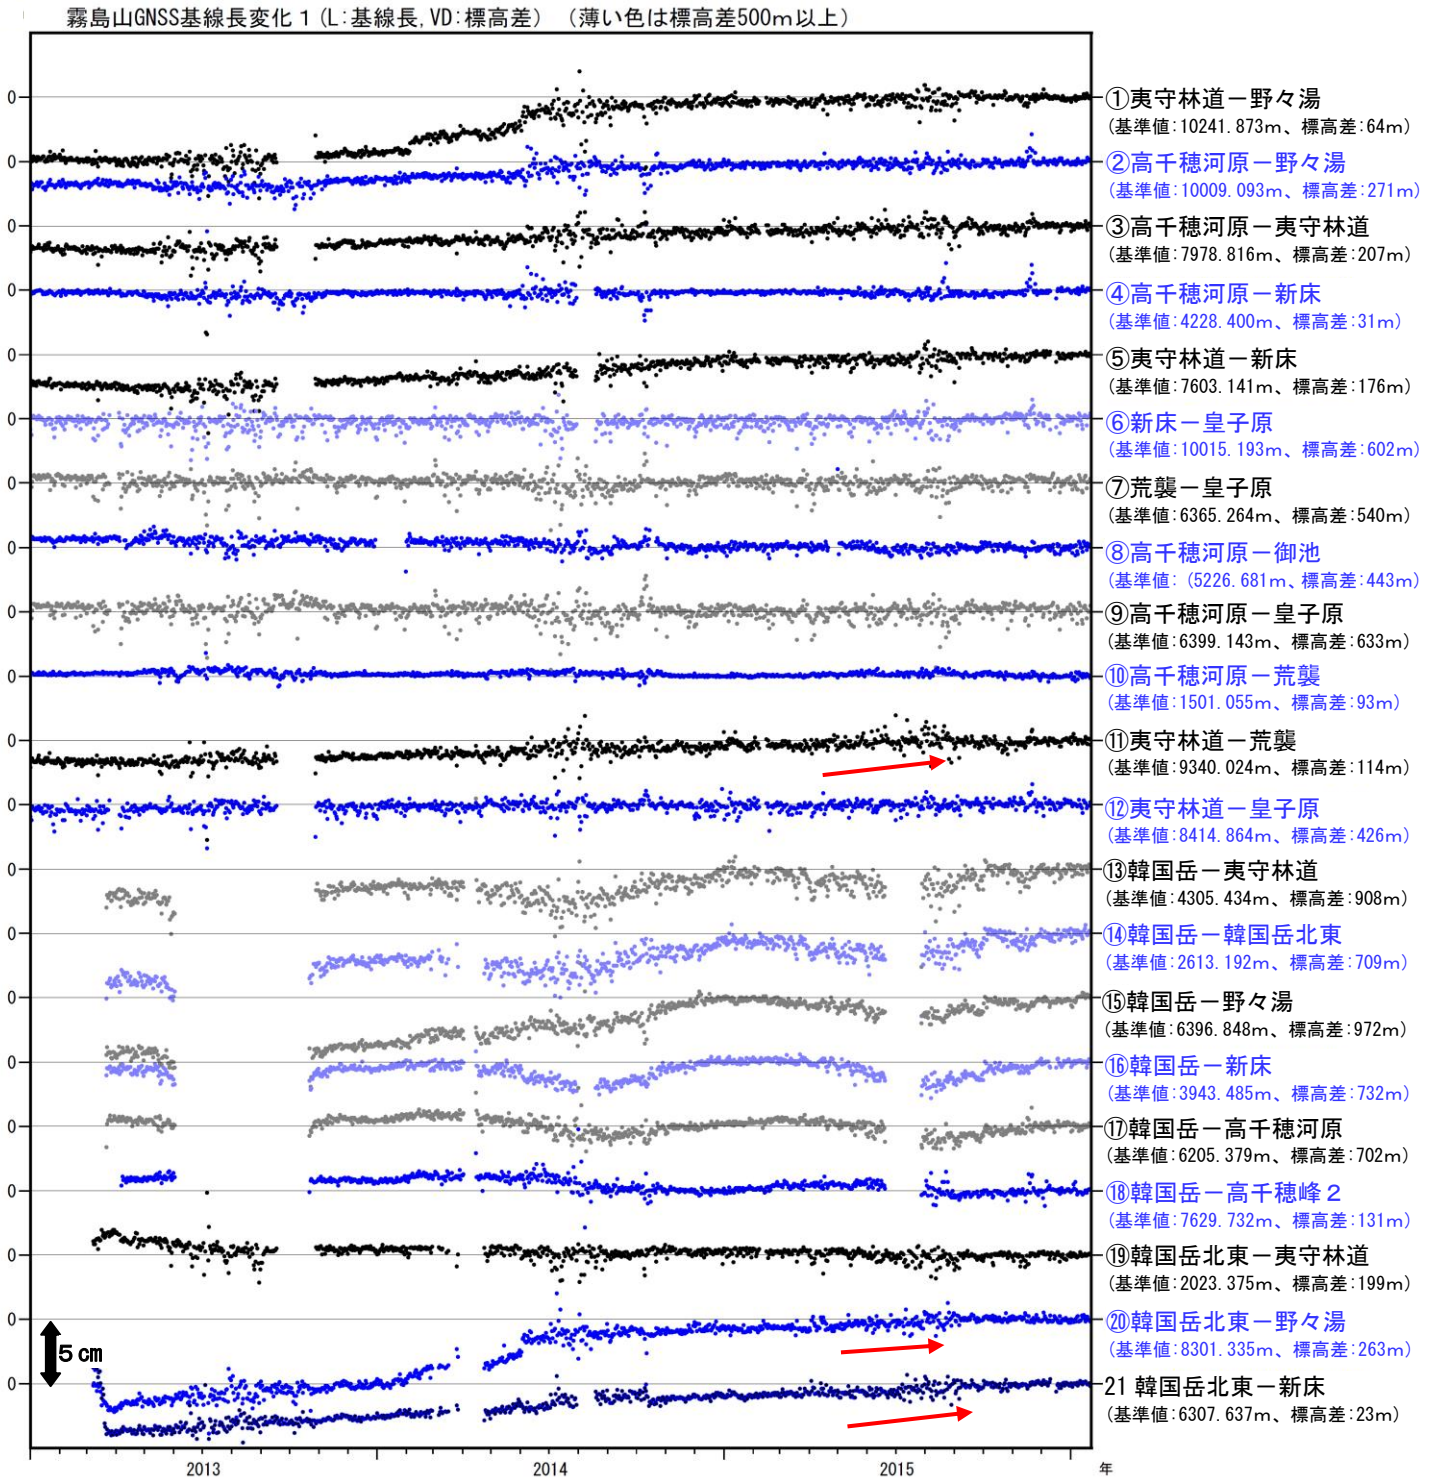 霧島山GNSS基線長変化1(L:基線長,VD:標高差) (薄い色は標高差500m以上)
0
①夷守林道－野々湯
(基準値:10241.873m、標高差:64m)
0
②高千穂河原－野々湯
(基準値:10009.093m、標高差:271m)
0
③高千穂河原－夷守林道
(基準値:7978.816m、標高差:207m)
0
④高千穂河原－新床
(基準値:4228.400m、標高差:31m)
0
⑤夷守林道－新床
(基準値:7603.141m、標高差:176m)
0
⑥新床－皇子原
(基準値:10015.193m、標高差:602m)
0
⑦荒襲－皇子原
(基準値:6365.264m、標高差:540m)
0
⑧高千穂河原－御池
(基準値: (5226.681m、標高差:443m)
0
⑨高千穂河原－皇子原
(基準値:6399.143m、標高差:633m)
0
⑩高千穂河原－荒襲
(基準値:1501.055m、標高差:93m)
0
⑪夷守林道－荒襲
(基準値:9340.024m、標高差:114m)
0
⑫夷守林道－皇子原
(基準値:8414.864m、標高差:426m)
0
⑬韓国岳－夷守林道
(基準値:4305.434m、標高差:908m)
0
⑭韓国岳－韓国岳北東
(基準値:2613.192m、標高差:709m)
0
⑮韓国岳－野々湯
(基準値:6396.848m、標高差:972m)
0
⑯韓国岳－新床
(基準値:3943.485m、標高差:732m)
0
⑰韓国岳－高千穂河原
(基準値:6205.379m、標高差:702m)
0
⑱韓国岳－高千穂峰２
(基準値:7629.732m、標高差:131m)
0
⑲韓国岳北東－夷守林道
(基準値:2023.375m、標高差:199m)
0
⑳韓国岳北東－野々湯
(基準値:8301.335m、標高差:263m)
5㎝
0
21 韓国岳北東－新床
(基準値:6307.637m、標高差:23m)
2013 2014 2015 年